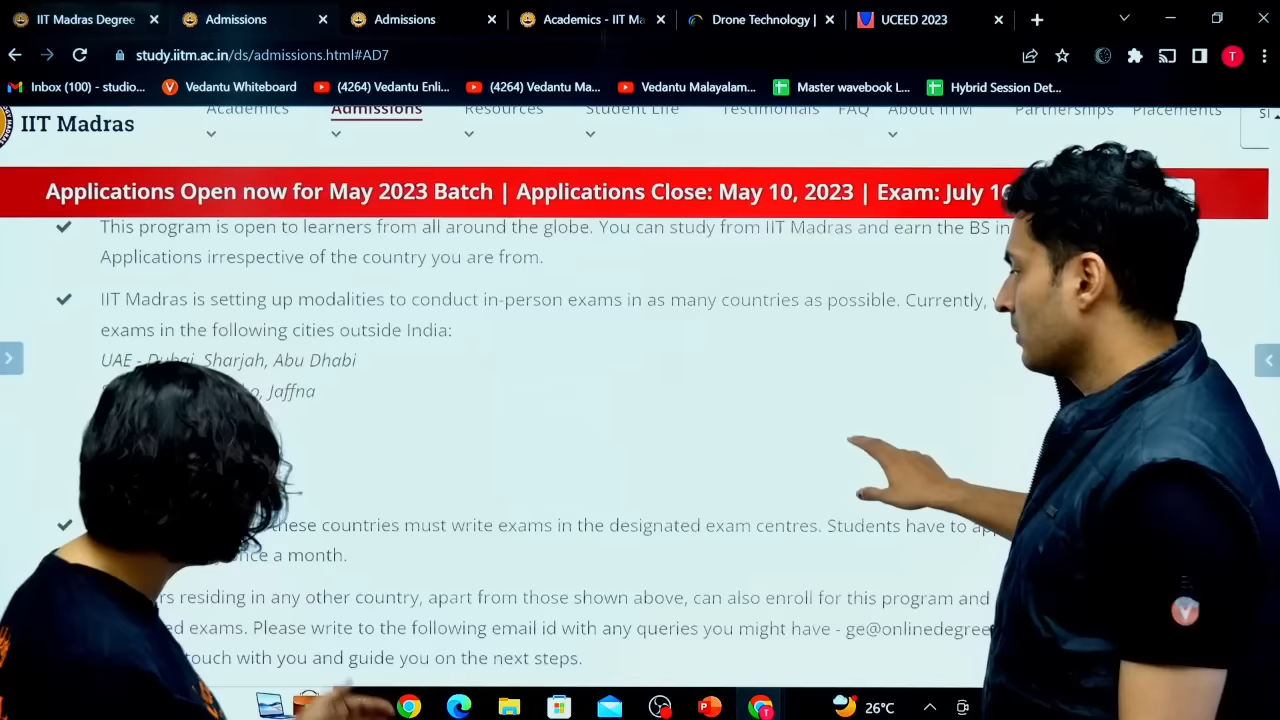 IIT Madras Degree
Admissions
Admissions
Academics - IIT Ma
Drone Technology |
UCEED 2023
study.iitm.ac.in/ds/admissions.html#AD7
T
Inbox (100) - studio...
Vedantu Whiteboard
(4264) Vedantu Enli...
(4264) Vedantu Ma...
Vedantu Malayalam...
Master wavebook L...
Hybrid Session Det...
IIT Madras
Academics
Admissions
Resources
Student Life
Testimonials
FAQ
About IITM
Partnerships
Placements
Applications Open now for May 2023 Batch | Applications Close: May 10, 2023 | Exam: July
This program is open to learners from all around the globe. You can study from IIT Madras and earn the BS in
Applications irrespective of the country you are from.
IIT Madras is setting up modalities to conduct in-person exams in as many countries as possible. Currently,
exams in the following cities outside India:
UAE - Dubai, Sharjah, Abu Dhabi
Jaffna
these countries must write exams in the designated exam centres. Students have to
a month.
residing in any other country, apart from those shown above, can also enroll for this program and
exams. Please write to the following email id with any queries you might have - ge@onlinedegree
touch with you and guide you on the next steps.
26°C